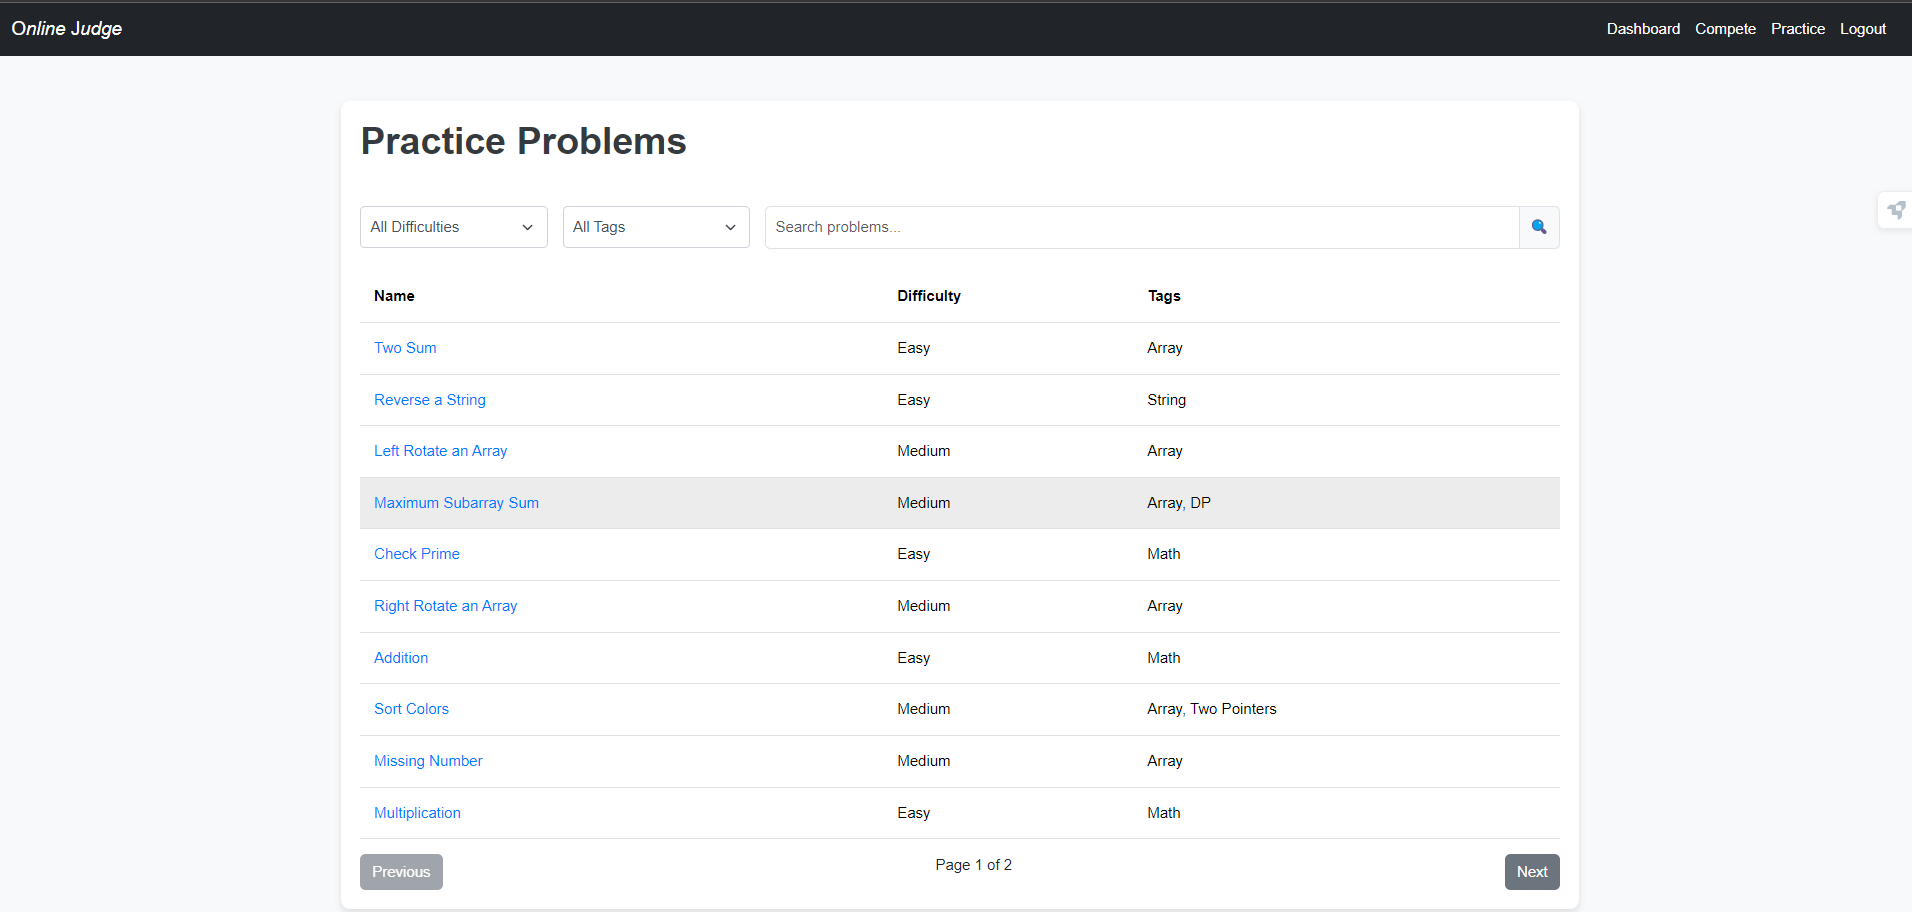 Online Judge
Dashboard Compete Practice Logout
Practice Problems
All Difficulties All Tags Search problems...
Name Difficulty Tags
Two Sum Easy Array
Reverse a String Easy String
Left Rotate an Array Medium Array
Maximum Subarray Sum Medium Array, DP
Check Prime Easy Math
Right Rotate an Array Medium Array
Addition Easy Math
Sort Colors Medium Array, Two Pointers
Missing Number Medium Array
Multiplication Easy Math
Previous Page 1 of 2 Next